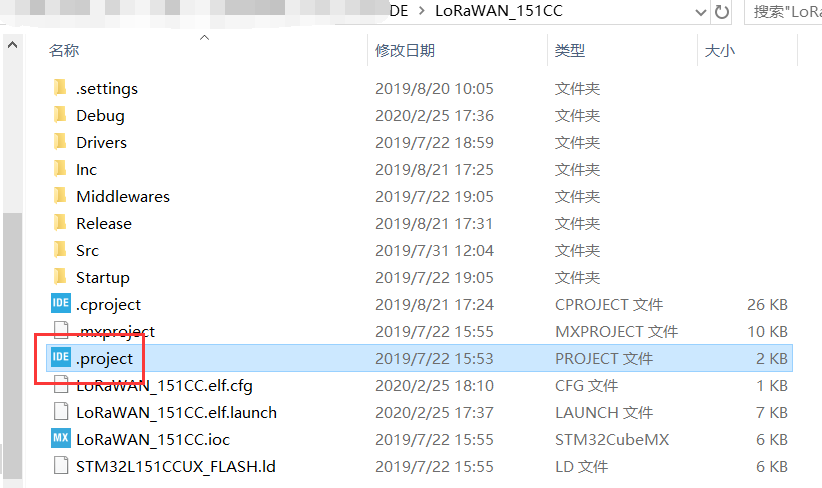 DE > LoRaWAN_151CC 搜索"LoRa
名称 修改日期 类型 大小
.settings 2019/8/20 10:05 文件夹
Debug 2020/2/25 17:36 文件夹
Drivers 2019/7/22 18:59 文件夹
Inc 2019/8/21 17:25 文件夹
Middlewares 2019/7/22 19:05 文件夹
Release 2019/8/21 17:31 文件夹
Src 2019/7/31 12:04 文件夹
Startup 2019/7/22 19:05 文件夹
IDE .cproject 2019/8/21 17:24 CPROJECT 文件 26 KB
.mxproject 2019/7/22 15:55 MXPROJECT 文件 10 KB
IDE .project 2019/7/22 15:53 PROJECT 文件 2 KB
LoRaWAN_151CC.elf.cfg 2020/2/25 18:10 CFG 文件 1 KB
LoRaWAN_151CC.elf.launch 2020/2/25 17:37 LAUNCH 文件 7 KB
MX LoRaWAN_151CC.ioc 2019/7/22 15:55 STM32CubeMX 6 KB
STM32L151CCUX_FLASH.ld 2019/7/22 15:55 LD 文件 6 KB